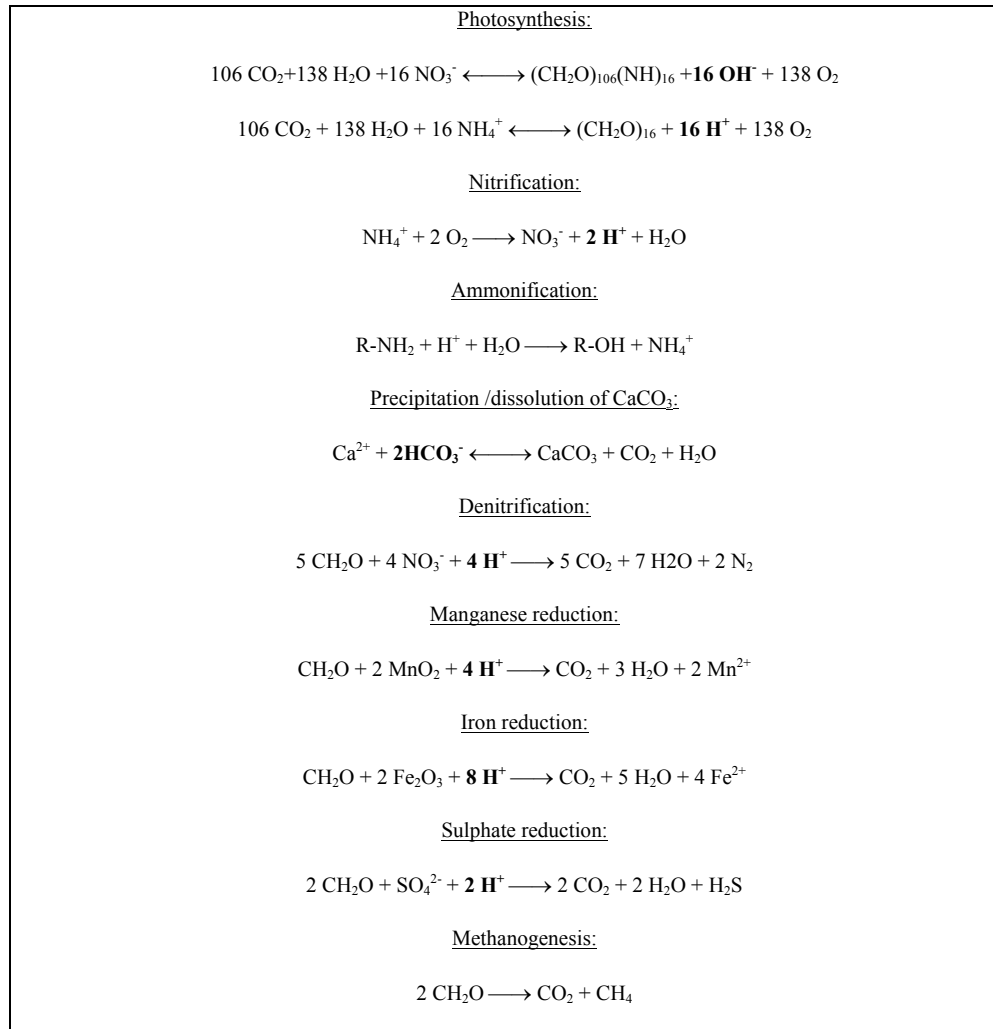 Photosynthesis:
106 CO₂+138 H₂O +16 NO₃⁻ ⟷ (CH₂O)₁₀₆(NH)₁₆ +16 OH⁻ + 138 O₂
106 CO₂ + 138 H₂O + 16 NH₄⁺ ⟷ (CH₂O)₁₆ + 16 H⁺ + 138 O₂
Nitrification:
NH₄⁺ + 2 O₂ ⟶ NO₃⁻ + 2 H⁺ + H₂O
Ammonification:
R-NH₂ + H⁺ + H₂O ⟶ R-OH + NH₄⁺
Precipitation /dissolution of CaCO₃:
Ca²⁺ + 2HCO₃⁻ ⟷ CaCO₃ + CO₂ + H₂O
Denitrification:
5 CH₂O + 4 NO₃⁻ + 4 H⁺ ⟶ 5 CO₂ + 7 H2O + 2 N₂
Manganese reduction:
CH₂O + 2 MnO₂ + 4 H⁺ ⟶ CO₂ + 3 H₂O + 2 Mn²⁺
Iron reduction:
CH₂O + 2 Fe₂O₃ + 8 H⁺ ⟶ CO₂ + 5 H₂O + 4 Fe²⁺
Sulphate reduction:
2 CH₂O + SO₄²⁻ + 2 H⁺ ⟶ 2 CO₂ + 2 H₂O + H₂S
Methanogenesis:
2 CH₂O ⟶ CO₂ + CH₄